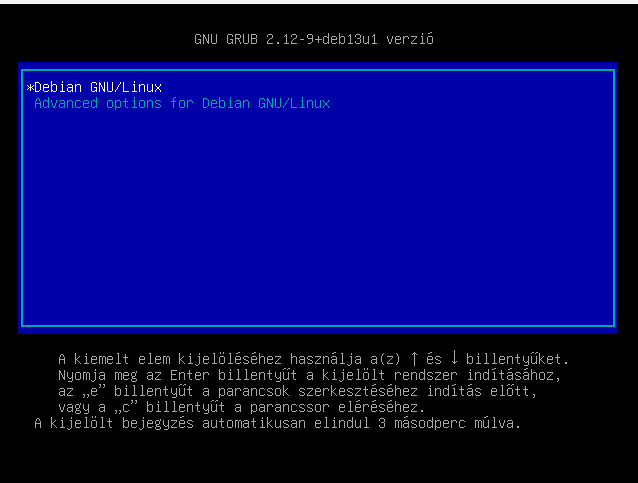 GNU GRUB 2.12-9+deb13u1 verzió
*Debian GNU/Linux
Advanced options for Debian GNU/Linux
A kiemelt elem kijelöléséhez használja a(z) ↑ és ↓ billentyűket.
Nyomja meg az Enter billentyűt a kijelölt rendszer indításához,
az „e” billentyűt a parancsok szerkesztéséhez indítás előtt,
vagy a „c” billentyűt a parancssor eléréséhez.
A kijelölt bejegyzés automatikusan elindul 3 másodperc múlva.